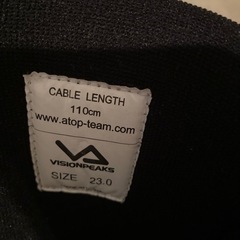 CABLE LENGTH
110cm
www.atop-team.com
VISIONPEAKS
SIZE 23.0